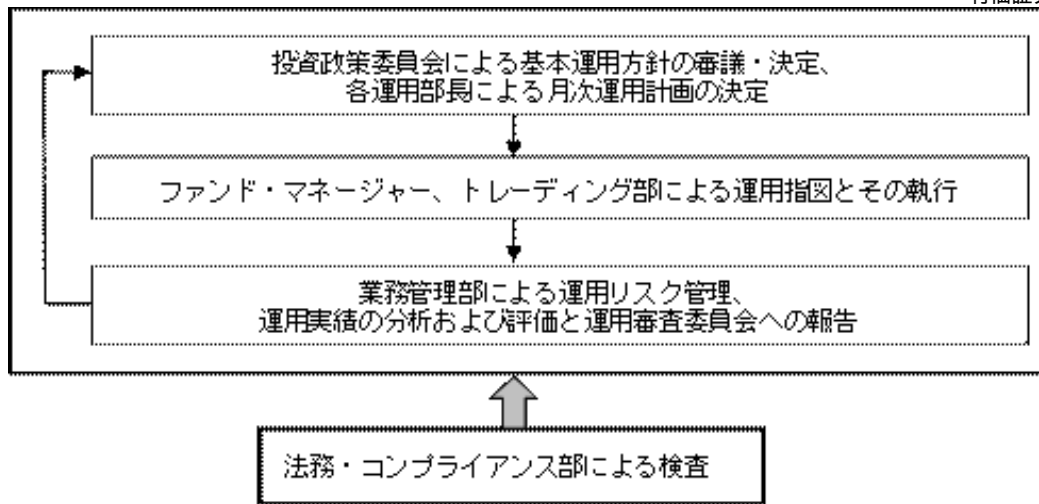 投資政策委員会による基本運用方針の審議・決定、
各運用部長による月次運用計画の決定
ファンド・マネージャー、トレーディング部による運用指図とその執行
業務管理部による運用リスク管理、
運用実績の分析および評価と運用審査委員会への報告
法務・コンプライアンス部による検査